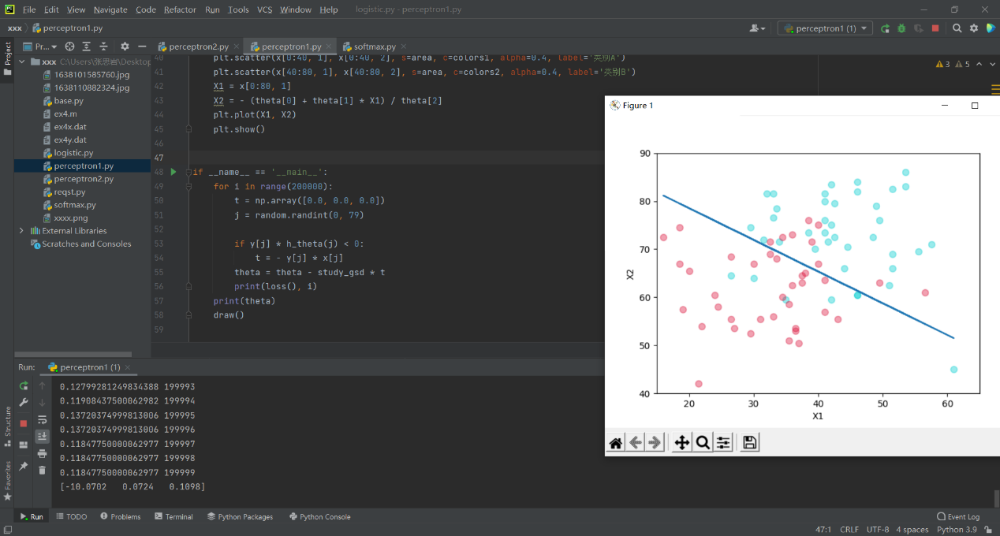 File Edit View Navigate Code Refactor Run Tools VCS Window Help logistic.py - perceptron1.py
xxx perceptron1.py
perceptron1 (1)
Project
Pr...
perceptron2.py perceptron1.py softmax.py
xxx C:\Users\张思岩\Desktop
1638101585760.jpg
1638110882324.jpg
base.py
ex4.m
ex4x.dat
ex4y.dat
logistic.py
perceptron1.py
perceptron2.py
reqst.py
softmax.py
xxxx.png
External Libraries
Scratches and Consoles
3 5
40 plt.scatter(x[0:40, 1], x[0:40, 2], s=area, c=colors1, alpha=0.4, label='类别A')
41 plt.scatter(x[40:80, 1], x[40:80, 2], s=area, c=colors2, alpha=0.4, label='类别B')
42 X1 = x[0:80, 1]
43 X2 = - (theta[0] + theta[1] * X1) / theta[2]
44 plt.plot(X1, X2)
45 plt.show()
46
47
48 if __name__ == '__main__':
49 for i in range(200000):
50 t = np.array([0.0, 0.0, 0.0])
51 j = random.randint(0, 79)
52
53 if y[j] * h_theta(j) < 0:
54 t = - y[j] * x[j]
55 theta = theta - study_gsd * t
56 print(loss(), i)
57 print(theta)
58 draw()
59
Figure 1
90
80
70
60
50
40
X2
20 30 40 50 60
X1
Run: perceptron1 (1)
0.12799281249834388 199993
0.11908437500062982 199994
0.13720374999813006 199995
0.13720374999813006 199996
0.11847750000062977 199997
0.11847750000062977 199998
0.11847750000062977 199999
[-10.0702 0.0724 0.1098]
Structure
Favorites
Run TODO Problems Terminal Python Packages Python Console Event Log
47:1 CRLF UTF-8 4 spaces Python 3.9